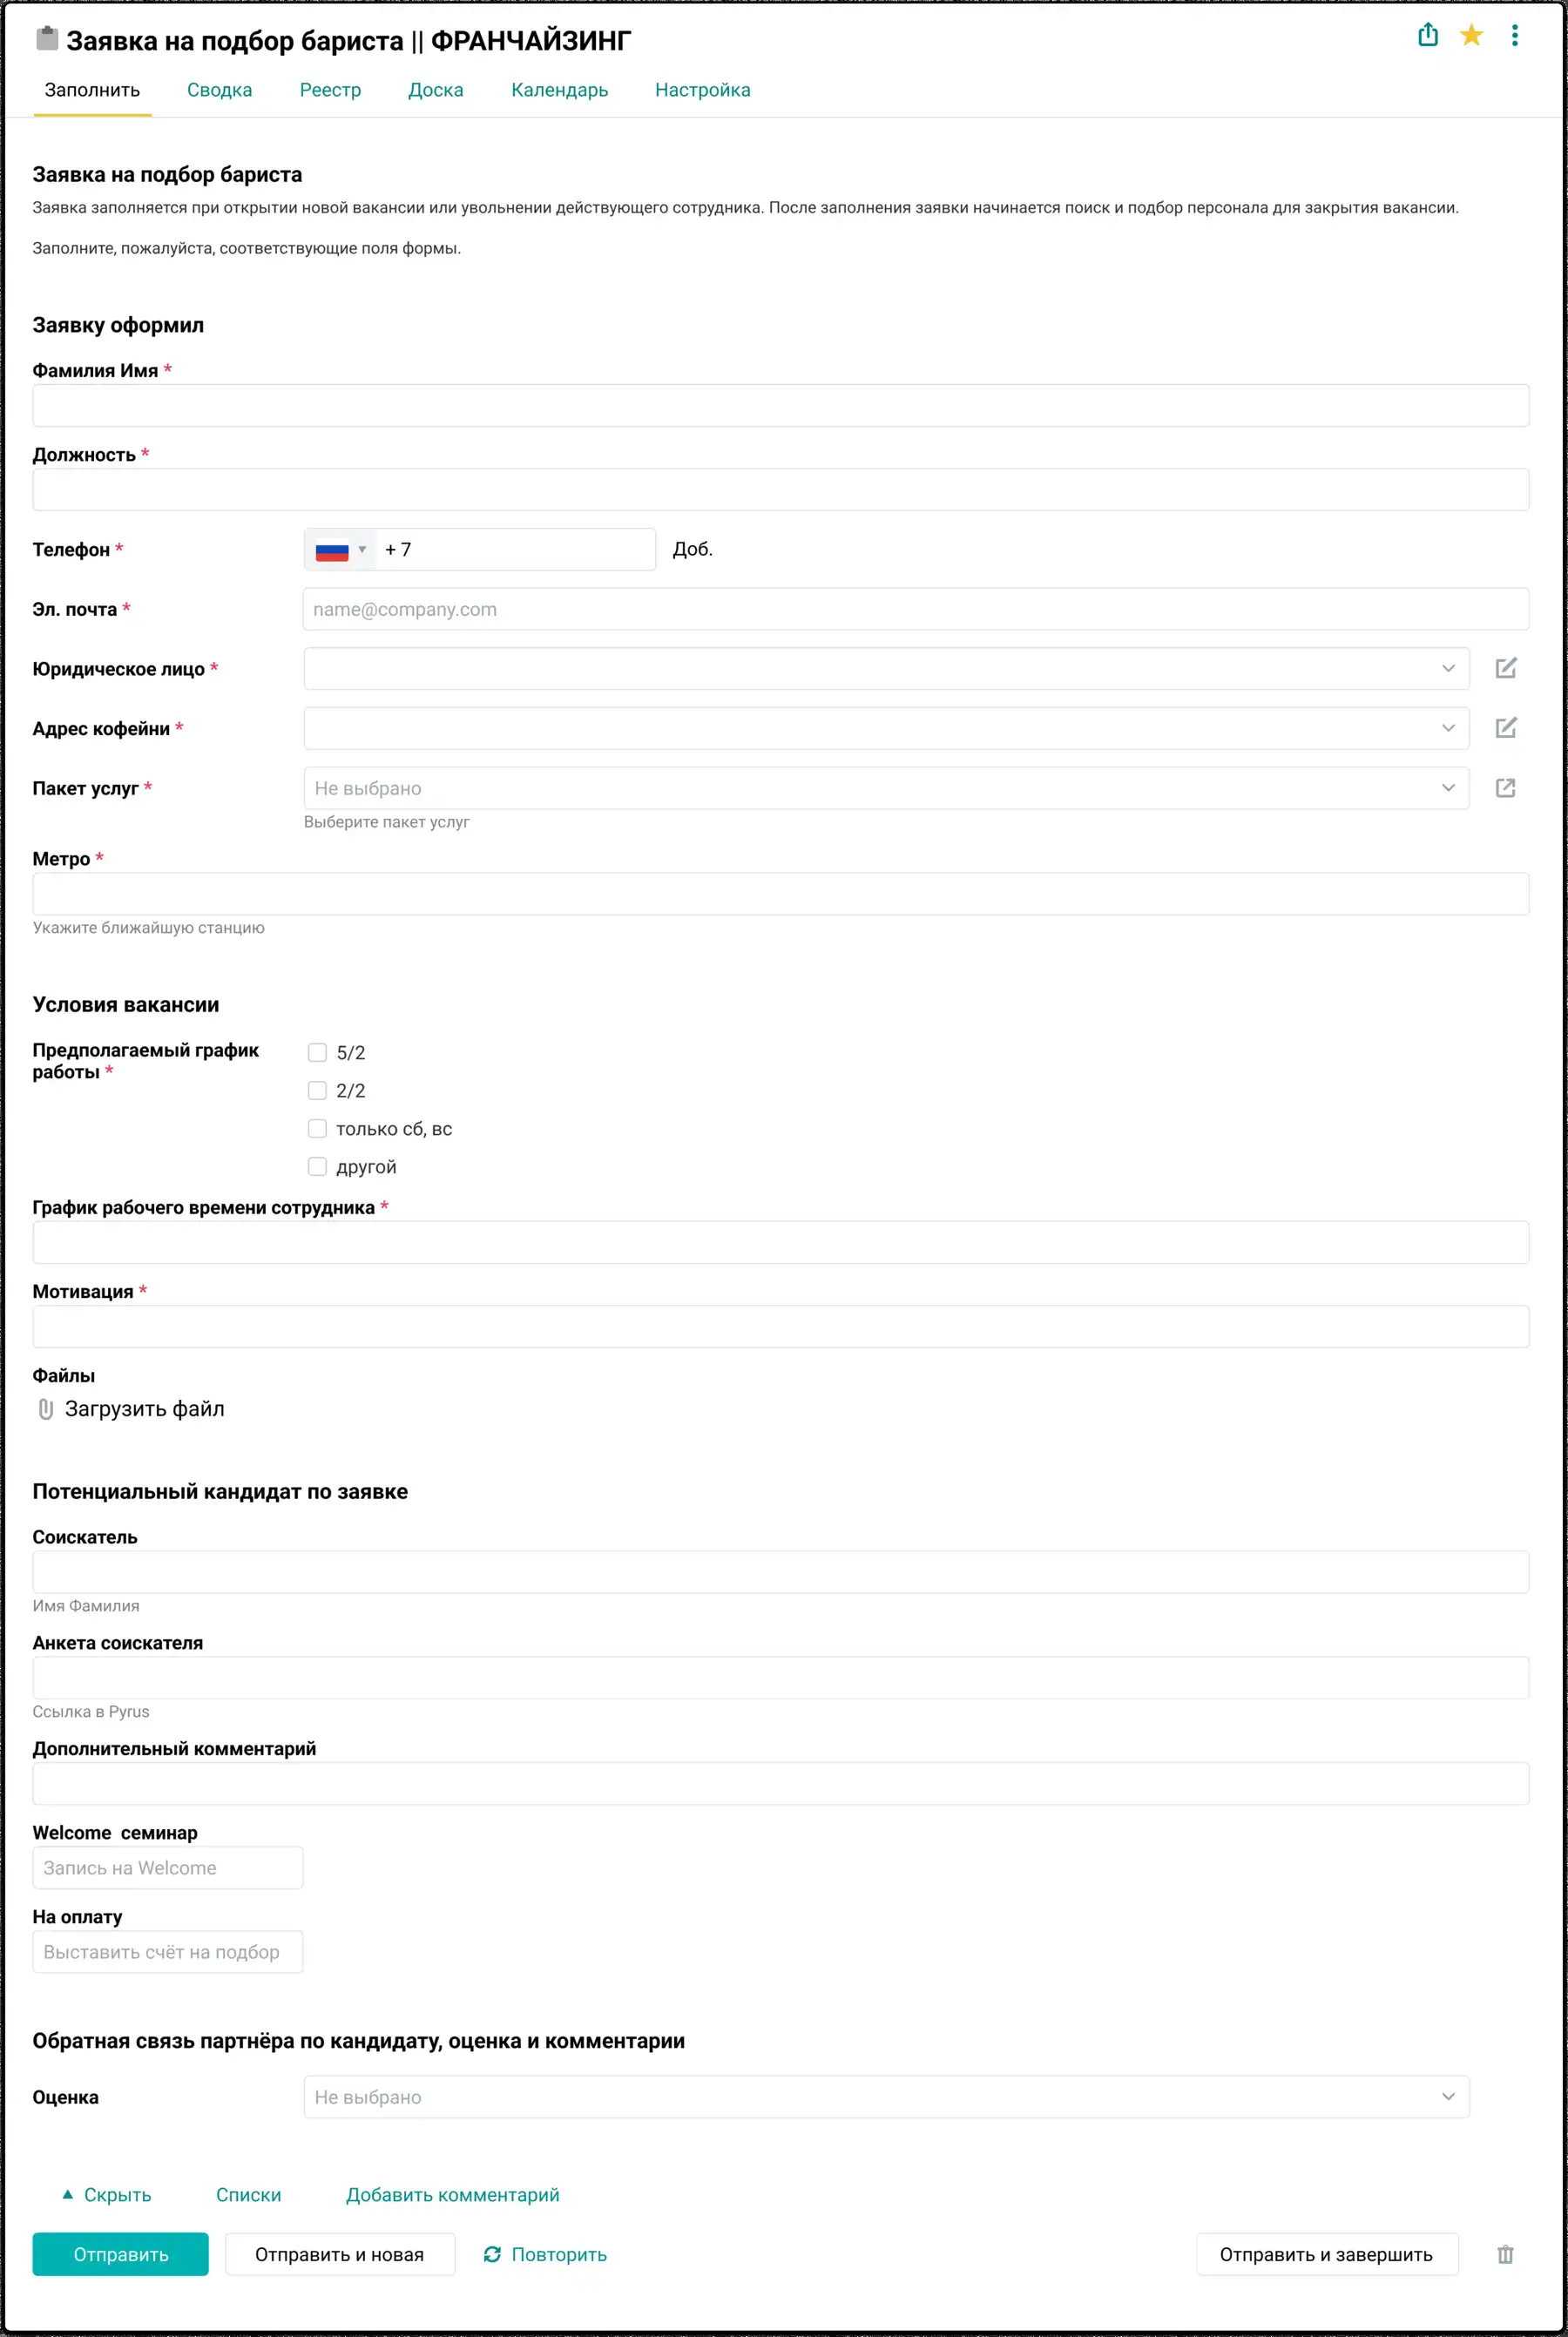 Заявка на подбор бариста || ФРАНЧАЙЗИНГ
Заполнить Сводка Реестр Доска Календарь Настройка
Заявка на подбор бариста
Заявка заполняется при открытии новой вакансии или увольнении действующего сотрудника. После заполнения заявки начинается поиск и подбор персонала для закрытия вакансии.
Заполните, пожалуйста, соответствующие поля формы.
Заявку оформил
Фамилия Имя *
Должность *
Телефон * + 7 Доб.
Эл. почта * name@company.com
Юридическое лицо *
Адрес кофейни *
Пакет услуг * Не выбрано
Выберите пакет услуг
Метро *
Укажите ближайшую станцию
Условия вакансии
Предполагаемый график
работы *
5/2
2/2
только сб, вс
другой
График рабочего времени сотрудника *
Мотивация *
Файлы
Загрузить файл
Потенциальный кандидат по заявке
Соискатель
Имя Фамилия
Анкета соискателя
Ссылка в Pyrus
Дополнительный комментарий
Welcome семинар
Запись на Welcome
На оплату
Выставить счёт на подбор
Обратная связь партнёра по кандидату, оценка и комментарии
Оценка Не выбрано
Скрыть Списки Добавить комментарий
Отправить Отправить и новая Повторить Отправить и завершить